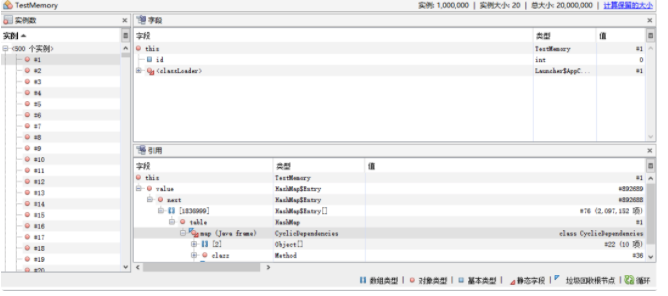 TestMemory 实例: 1,000,000 | 实例大小: 20 | 总大小: 20,000,000 | 计算保留的大小
实例数 × 字段 ×
实例 字段 类型 值
<500 个实例> this TestMemory #1
#1 id int 0
#2 <classLoader> Launcher$AppC... #1
#3
#4
#5
#6
#7
#8
#9 引用 ×
#10 字段 类型 值
#11 this TestMemory #1
#12 value HashMap$Entry #892689
#13 next HashMap$Entry #892688
#14 [1836999] HashMap$Entry[] #76 (2,097,152 项)
#15 table HashMap #1
#16 map (Java frame) CyclicDependencies class CyclicDependencies
#17 [2] Object[] #22 (10 项)
#18 class Method #36
#19
#20
数组类型 | 对象类型 | 基本类型 | 静态字段 | 垃圾回收根节点 | 循环